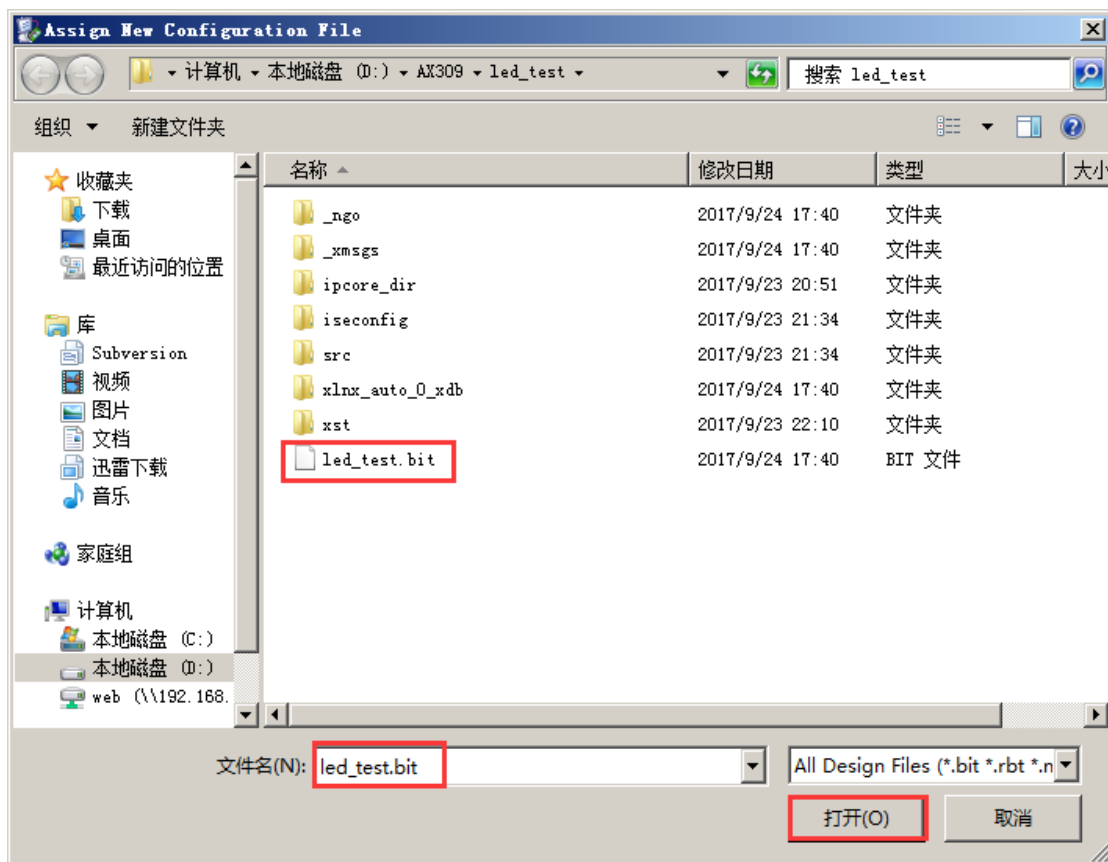 Assign New Configuration File
计算机 本地磁盘 (D:) AX309 led_test
搜索 led_test
组织 新建文件夹
收藏夹
下载
桌面
最近访问的位置
库
Subversion
视频
图片
文档
迅雷下载
音乐
家庭组
计算机
本地磁盘 (C:)
本地磁盘 (D:)
web (\\192.168.
名称 修改日期 类型 大小
_ngo 2017/9/24 17:40 文件夹
_xmsgs 2017/9/24 17:40 文件夹
ipcore_dir 2017/9/23 20:51 文件夹
iseconfig 2017/9/23 21:34 文件夹
src 2017/9/23 21:34 文件夹
xlnx_auto_0_xdb 2017/9/24 17:40 文件夹
xst 2017/9/23 22:10 文件夹
led_test.bit 2017/9/24 17:40 BIT 文件
文件名(N): led_test.bit All Design Files (*.bit *.rbt *.n
打开(O) 取消